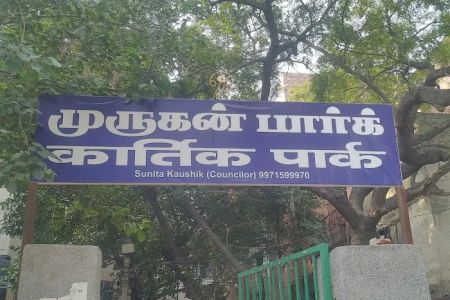 முருகன் பார்க்
कार्तिक पार्क
Sunita Kaushik (Councilor) 9971599970